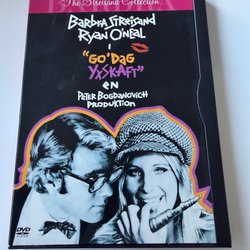 The Streisand Collection
BARBRA STREISAND
RYAN O'NEAL
I
"GO'DAG
YXSKAFT"
EN
PETER BOGDANOVICH
PRODUKTION
DVD